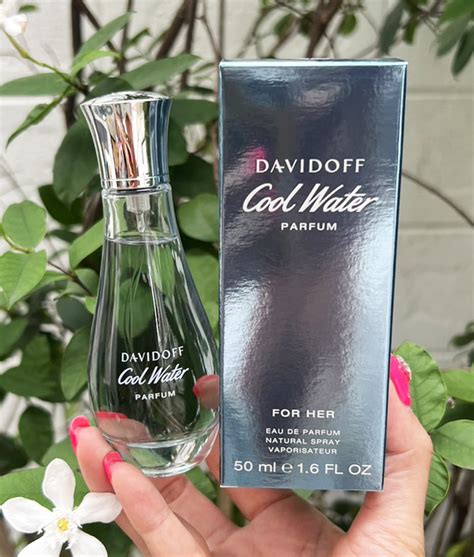 DAVIDOFF
Cool Water
PARFUM
DAVIDOFF
Cool Water
PARFUM
FOR HER
EAU DE PARFUM
NATURAL SPRAY
VAPORISATEUR
50 ml e 1.6 FL OZ